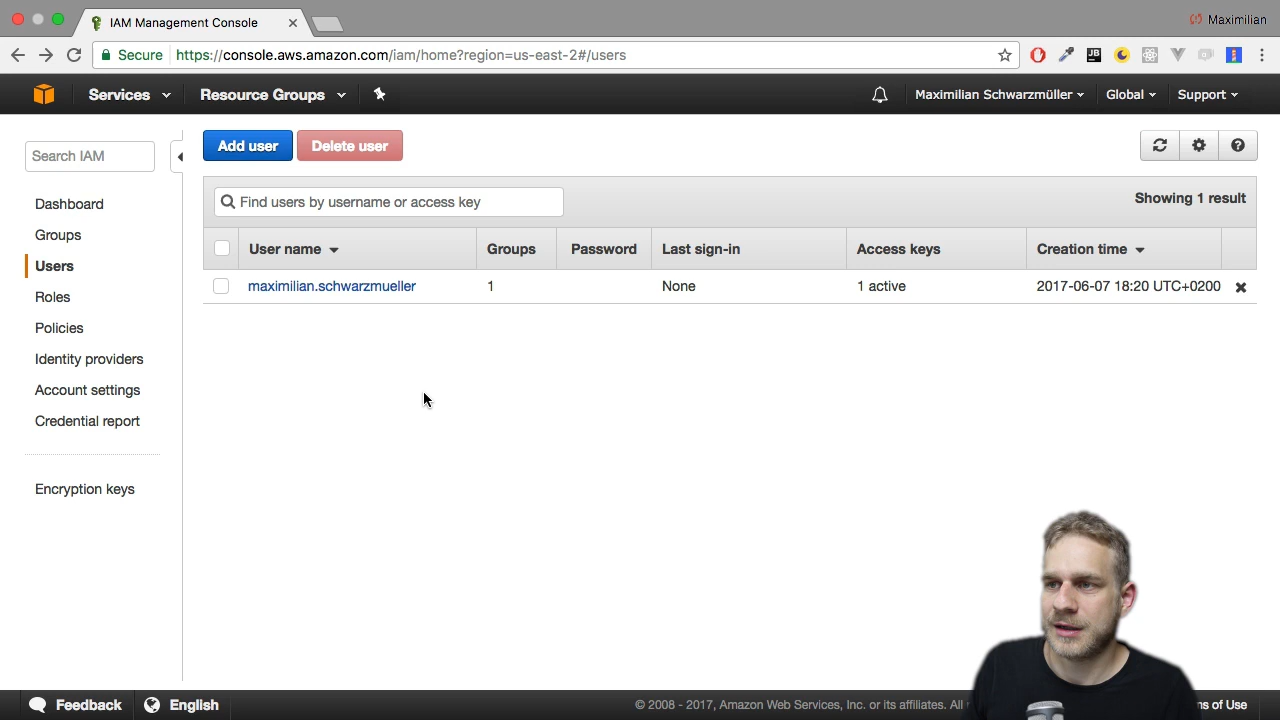 IAM Management Console
Maximilian
Secure
https://console.aws.amazon.com/iam/home?region=us-east-2#/users
JB
Services
Resource Groups
Maximilian Schwarzmüller
Global
Support
Search IAM
Dashboard
Groups
Users
Roles
Policies
Identity providers
Account settings
Credential report
Encryption keys
Add user
Delete user
Find users by username or access key
Showing 1 result
User name
Groups
Password
Last sign-in
Access keys
Creation time
maximilian.schwarzmueller
1
None
1 active
2017-06-07 18:20 UTC+0200
Feedback
English
© 2008 - 2017, Amazon Web Services, Inc. or its affiliates. All
of Use